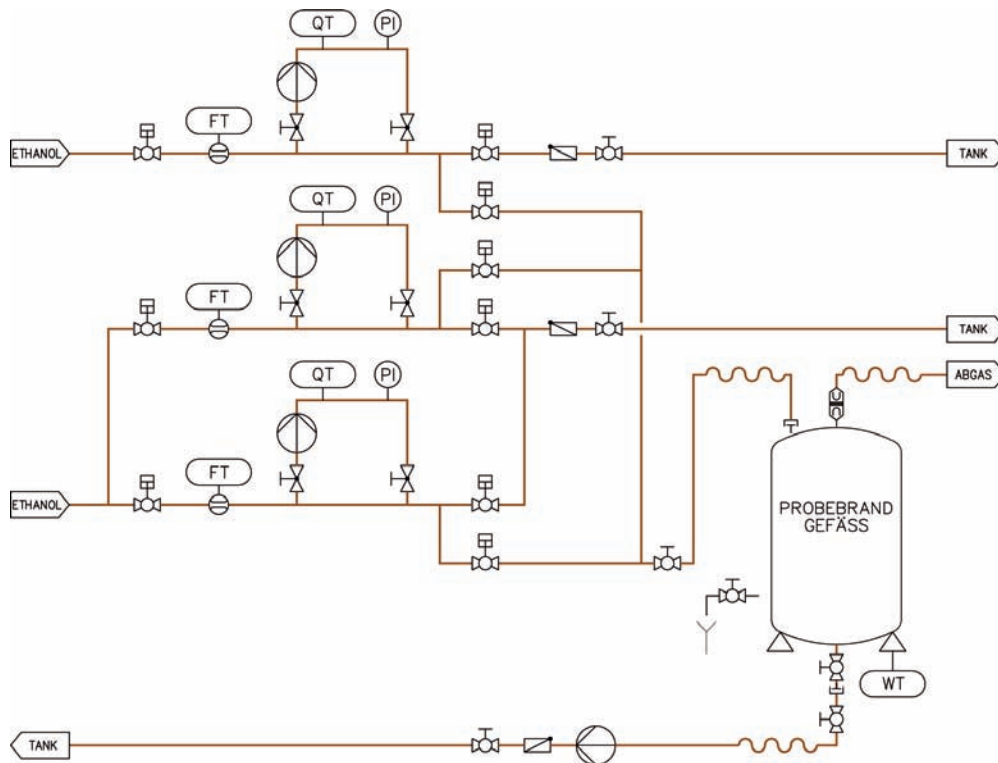 QT
PI
FT
ETHANOL
TANK
QT
PI
FT
TANK
ABGAS
QT
PI
FT
ETHANOL
PROBEBRAND
GEFÄSS
WT
TANK